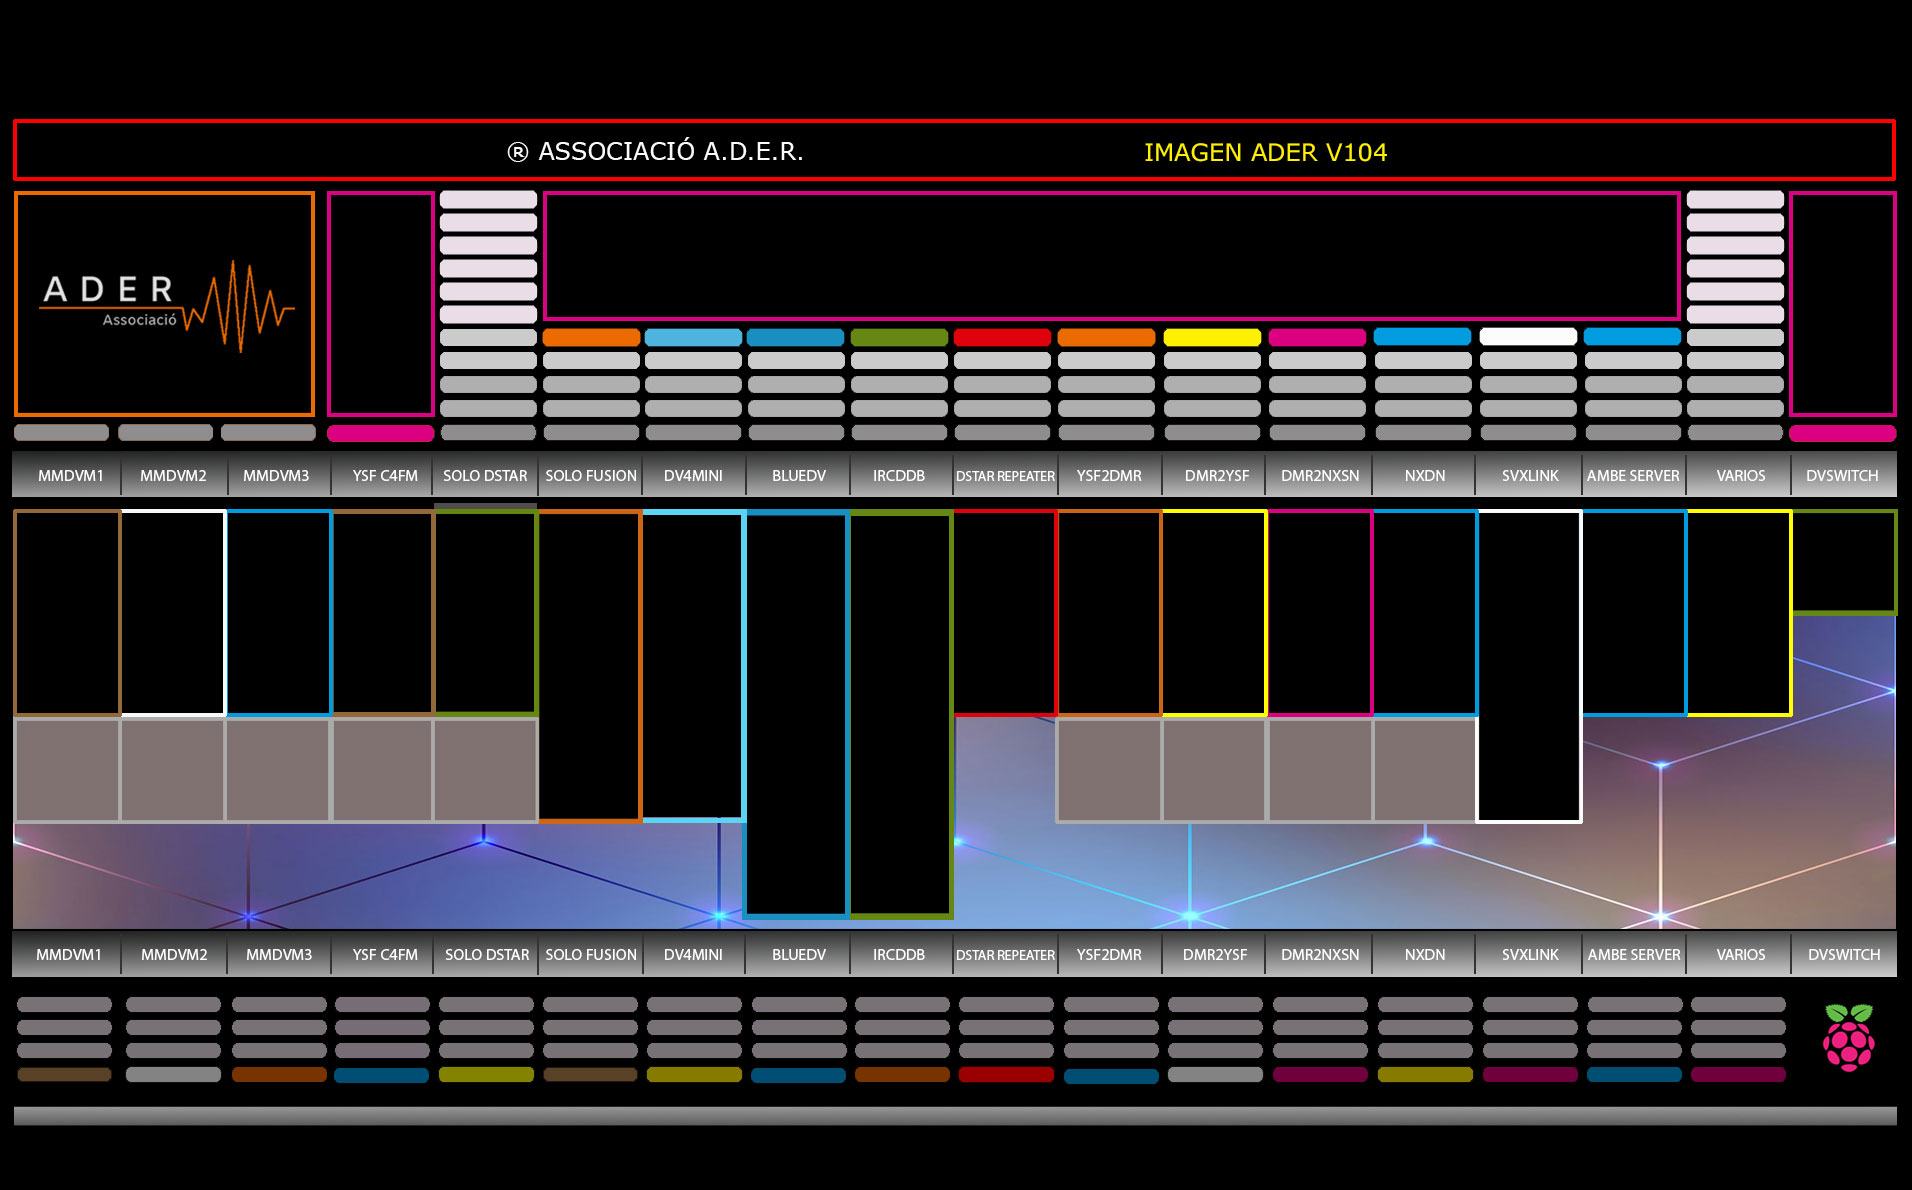 ® ASSOCIACIÓ A.D.E.R. IMAGEN ADER V104
ADER
Associació
MMDVM1 MMDVM2 MMDVM3 YSF C4FM SOLO DSTAR SOLO FUSION DV4MINI BLUEDV IRCDDB DSTAR REPEATER YSF2DMR DMR2YSF DMR2NXSN NXDN SVXLINK AMBE SERVER VARIOS DVSWITCH
MMDVM1 MMDVM2 MMDVM3 YSF C4FM SOLO DSTAR SOLO FUSION DV4MINI BLUEDV IRCDDB DSTAR REPEATER YSF2DMR DMR2YSF DMR2NXSN NXDN SVXLINK AMBE SERVER VARIOS DVSWITCH